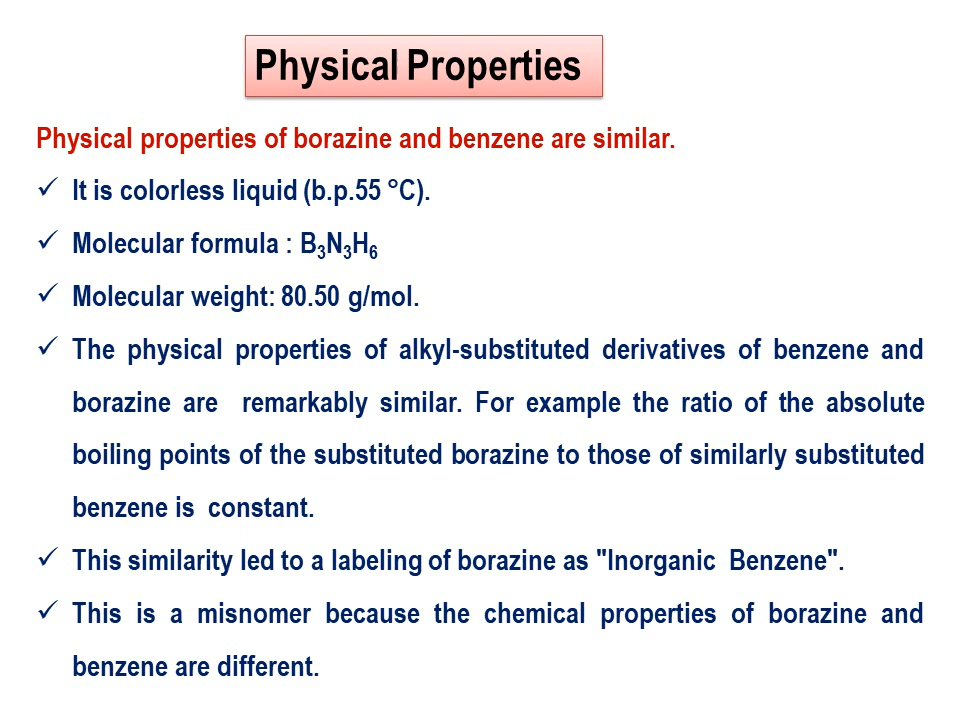 Physical Properties
Physical properties of borazine and benzene are similar.
✓ It is colorless liquid (b.p.55 °C).
✓ Molecular formula : B₃N₃H₆
✓ Molecular weight: 80.50 g/mol.
✓ The physical properties of alkyl-substituted derivatives of benzene and
borazine are remarkably similar. For example the ratio of the absolute
boiling points of the substituted borazine to those of similarly substituted
benzene is constant.
✓ This similarity led to a labeling of borazine as "Inorganic Benzene".
✓ This is a misnomer because the chemical properties of borazine and
benzene are different.